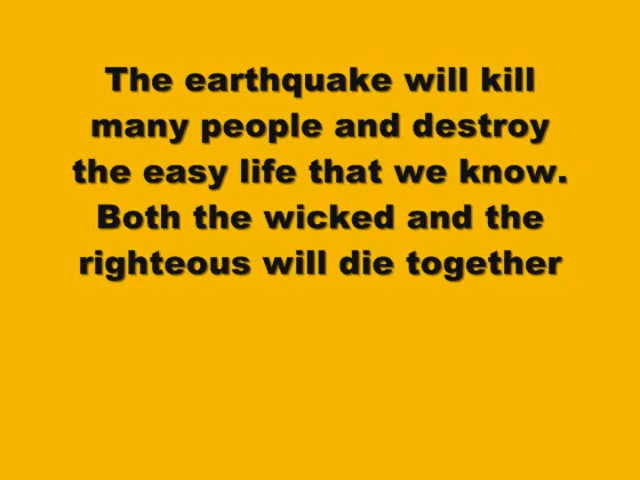 The earthquake will kill
many people and destroy
the easy life that we know.
Both the wicked and the
righteous will die together